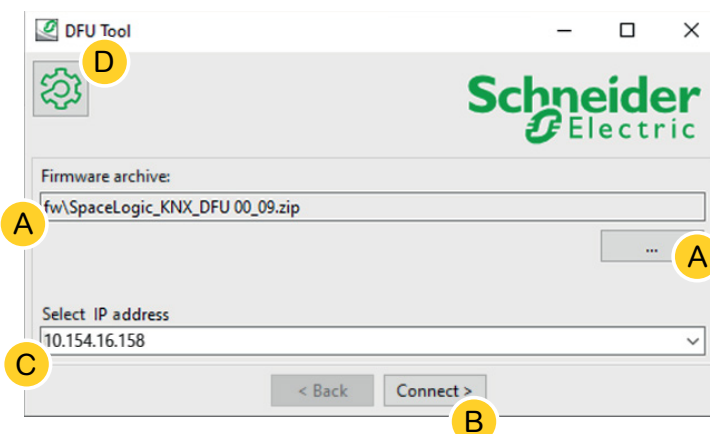 DFU Tool
D
Schneider
Electric
Firmware archive:
fw\SpaceLogic_KNX_DFU 00_09.zip
A
...
A
Select IP address
10.154.16.158
C
< Back
Connect >
B